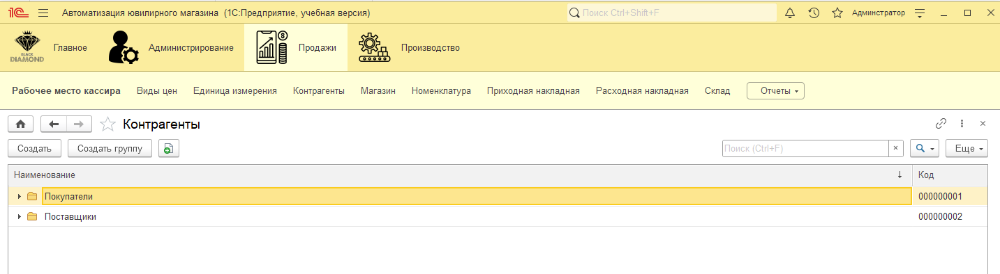 Автоматизация ювилирного магазина (1С:Предприятие, учебная версия)
Поиск Ctrl+Shift+F
Админстратор
BLACK
DIAMOND
Главное
Администрирование
Продажи
Производство
Рабочее место кассира Виды цен Единица измерения Контрагенты Магазин Номенклатура Приходная накладная Расходная накладная Склад Отчеты
Контрагенты
Создать Создать группу Поиск (Ctrl+F) × Еще
Наименование ↓ Код
Покупатели 000000001
Поставщики 000000002